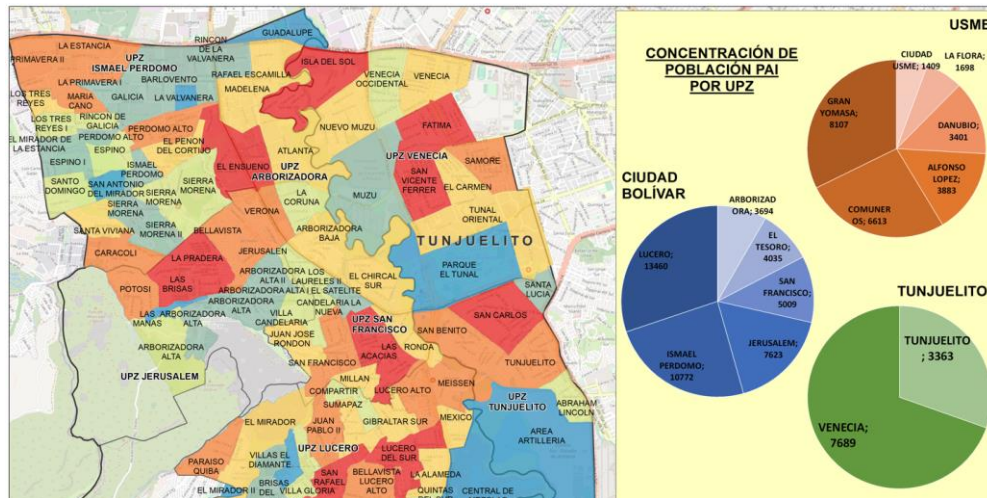 GUADALUPE
LA ESTANCIA
RINCON
DE LA
VALVANERA
PRIMAVERA II
UPZ
ISMAEL PERDOMO
ISLA DEL SOL
LA PRIMAVERA I
BARLOVENTO
RAFAEL ESCAMILLA
VENECIA
OCCIDENTAL
VENECIA
LOS TRES
REYES
MARIA
CANO
GALICIA
LA VALVANERA
MADELENA
LOS TRES
REYES I
RINCON DE
GALICIA
PERDOMO ALTO
NUEVO MUZU
FATIMA
EL MIRADOR DE
LA ESTANCIA
PERDOMO ALTO
EL PENON
DEL CORTIJO
ATLANTA
ESPINO
ESPINO I
ISMAEL
PERDOMO
EL ENSUENO
UPZ
ARBORIZADORA
UPZ VENECIA
SAMORE
SANTO
DOMINGO
SAN ANTONIO
DEL MIRADOR
SIERRA
MORENA
SIERRA
MORENA
SAN
VICENTE
FERRER
EL CARMEN
SIERRA
MORENA
LA
CORUNA
MUZU
VERONA
TUNAL
ORIENTAL
SANTA VIVIANA
SIERRA
MORENA II
BELLAVISTA
ARBORIZADORA
BAJA
TUNJUELITO
CARACOLI
LA PRADERA
JERUSALEN
EL CHIRCAL
SUR
PARQUE
EL TUNAL
POTOSI
LAS
BRISAS
ARBORIZADORA
ALTA II
ARBORIZADORA
ALTA I
LOS
LAURELES II
EL SATELITE
SANTA
LUCIA
ARBORIZADORA
ALTA
CANDELARIA LA
NUEVA
LAS
MANAS
ARBORIZADORA
ALTA
VILLA
CANDELARIA
UPZ SAN
FRANCISCO
SAN CARLOS
ARBORIZADORA
ALTA
JUAN JOSE
RONDON
SAN BENITO
LAS
ACACIAS
RONDA
UPZ JERUSALEM
SAN FRANCISCO
TUNJUELITO
MILLAN
COMPARTIR
LUCERO ALTO
MEISSEN
SUMAPAZ
UPZ
TUNJUELITO
ABRAHAM
LINCOLN
EL MIRADOR
JUAN
PABLO II
GIBRALTAR SUR
MEXICO
AREA
ARTILLERIA
UPZ LUCERO
PARAISO
QUIBA
VILLAS EL
DIAMANTE
LUCERO
DEL SUR
EL MIRADOR II
BRISAS
DEL
VILLA GLORIA
SAN
RAFAEL
BELLAVISTA
LUCERO
ALTO
LA ALAMEDA
QUINTAS
CENTRAL DE
CONCENTRACIÓN DE
POBLACIÓN PAI
POR UPZ
USME
CIUDAD
USME; 1409
LA FLORA;
1698
GRAN
YOMASA;
8107
DANUBIO;
3401
ALFONSO
LOPEZ;
3883
COMUNER
OS; 6613
CIUDAD
BOLÍVAR
ARBORIZAD
ORA; 3694
EL
TESORO;
4035
LUCERO;
13460
SAN
FRANCISCO;
5009
JERUSALEM;
7623
ISMAEL
PERDOMO;
10772
TUNJUELITO
TUNJUELITO
; 3363
VENECIA;
7689